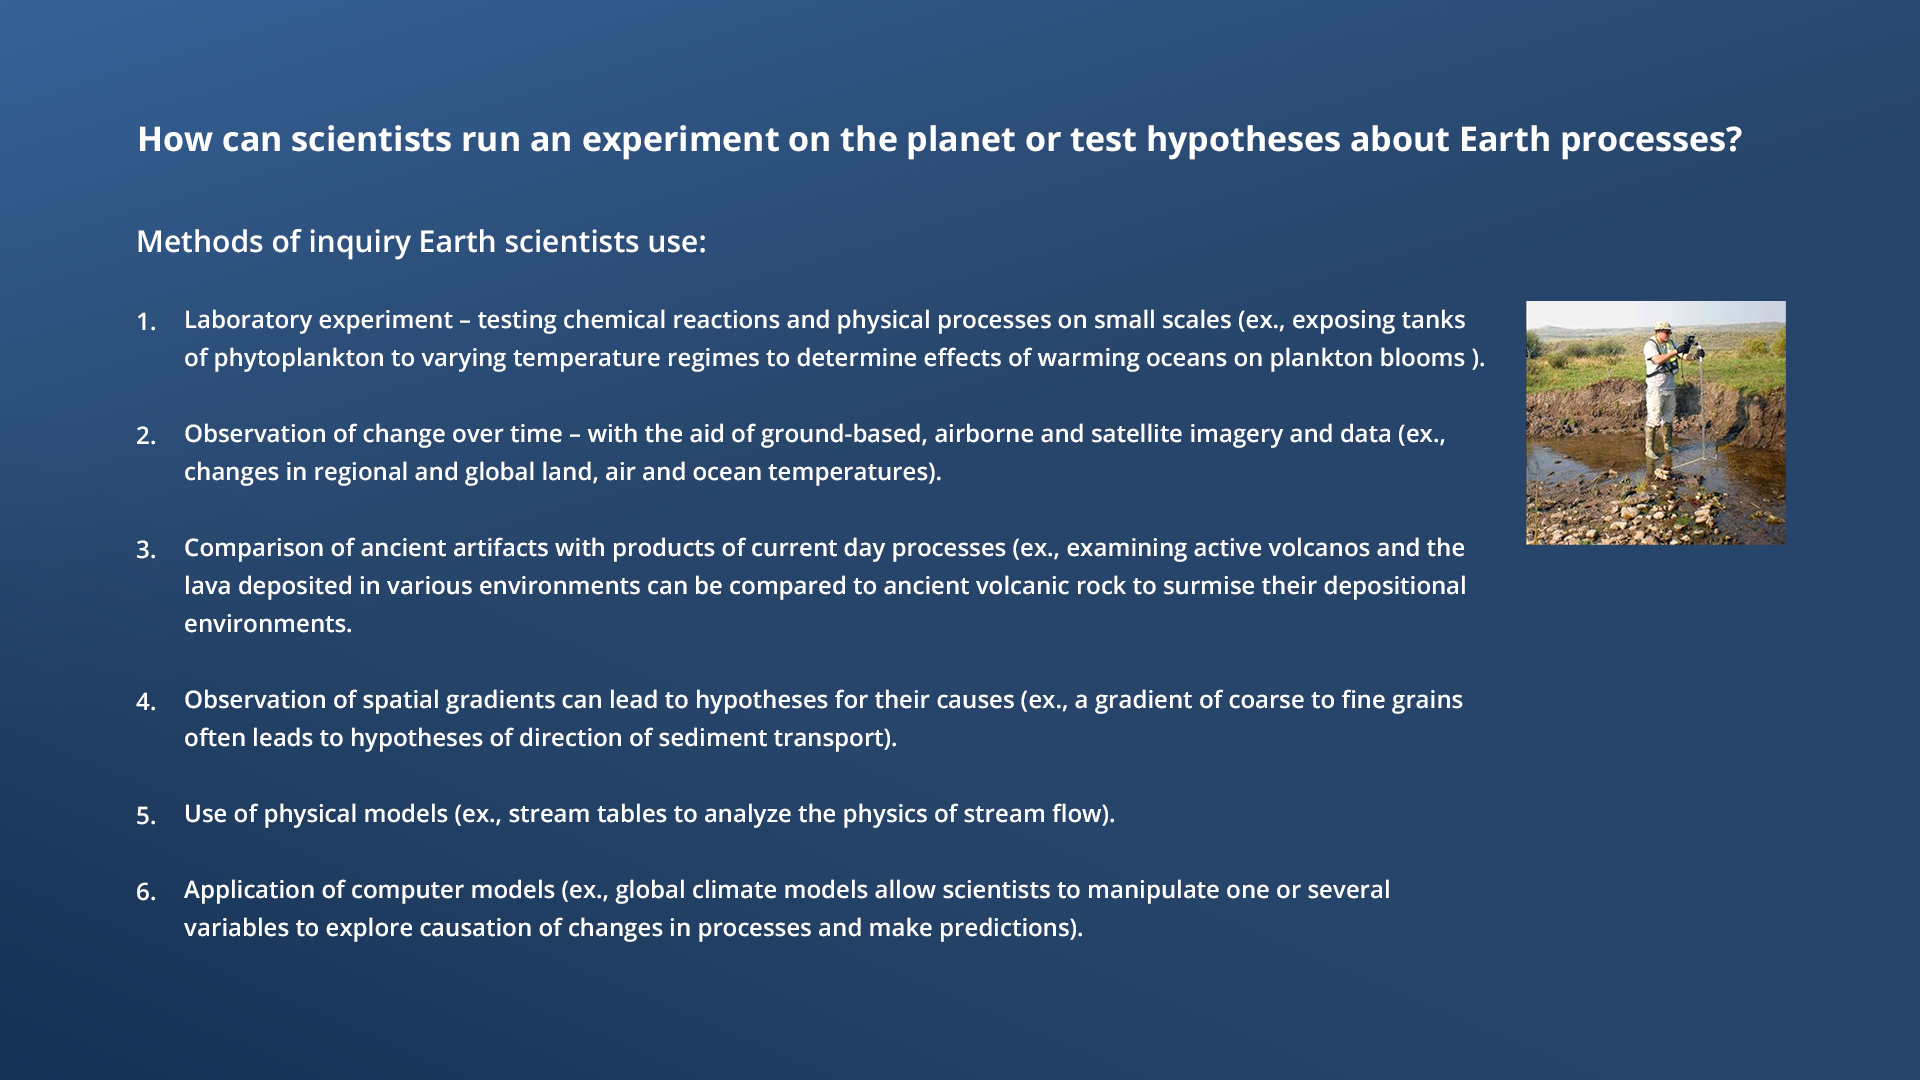 How can scientists run an experiment on the planet or test hypotheses about Earth processes?
Methods of inquiry Earth scientists use:
1. Laboratory experiment – testing chemical reactions and physical processes on small scales (ex., exposing tanks
of phytoplankton to varying temperature regimes to determine effects of warming oceans on plankton blooms ).
2. Observation of change over time – with the aid of ground-based, airborne and satellite imagery and data (ex.,
changes in regional and global land, air and ocean temperatures).
3. Comparison of ancient artifacts with products of current day processes (ex., examining active volcanos and the
lava deposited in various environments can be compared to ancient volcanic rock to surmise their depositional
environments.
4. Observation of spatial gradients can lead to hypotheses for their causes (ex., a gradient of coarse to fine grains
often leads to hypotheses of direction of sediment transport).
5. Use of physical models (ex., stream tables to analyze the physics of stream flow).
6. Application of computer models (ex., global climate models allow scientists to manipulate one or several
variables to explore causation of changes in processes and make predictions).